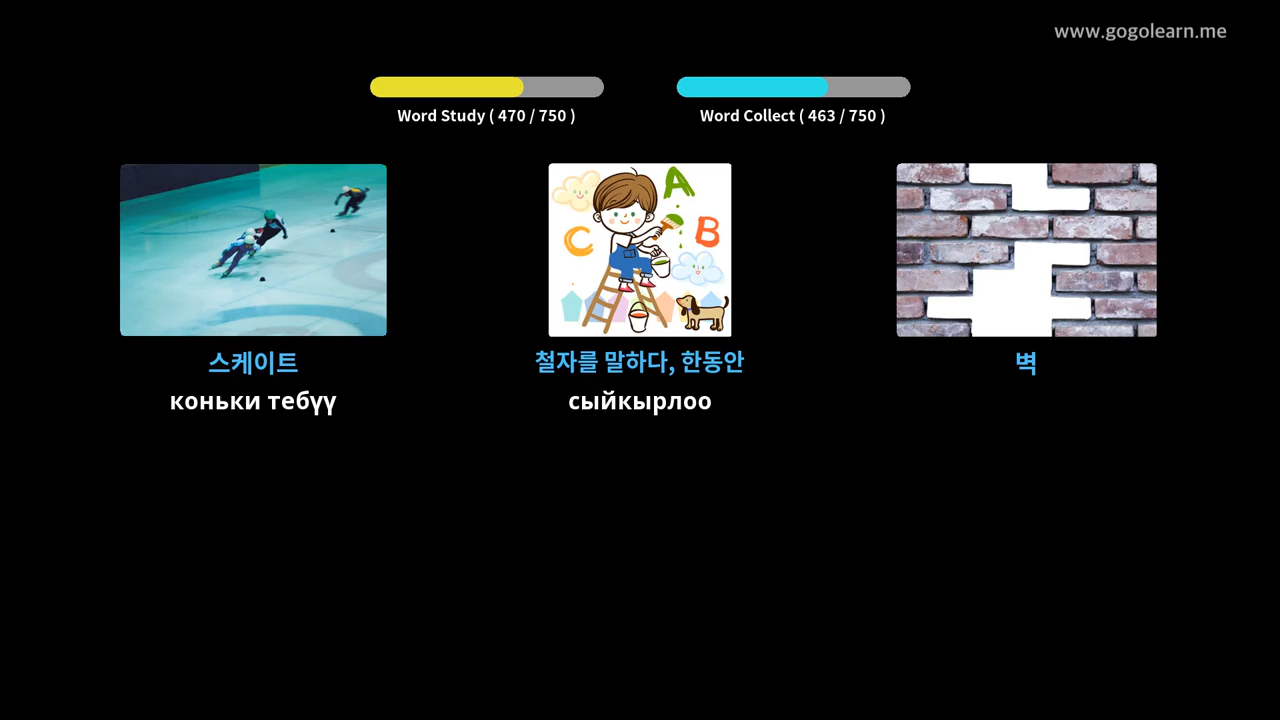 www.gogolearn.me
Word Study ( 470 / 750 )
Word Collect ( 463 / 750 )
A
B
C
스케이트
철자를 말하다, 한동안
벽
коньки тебүү
сыйкырлоо